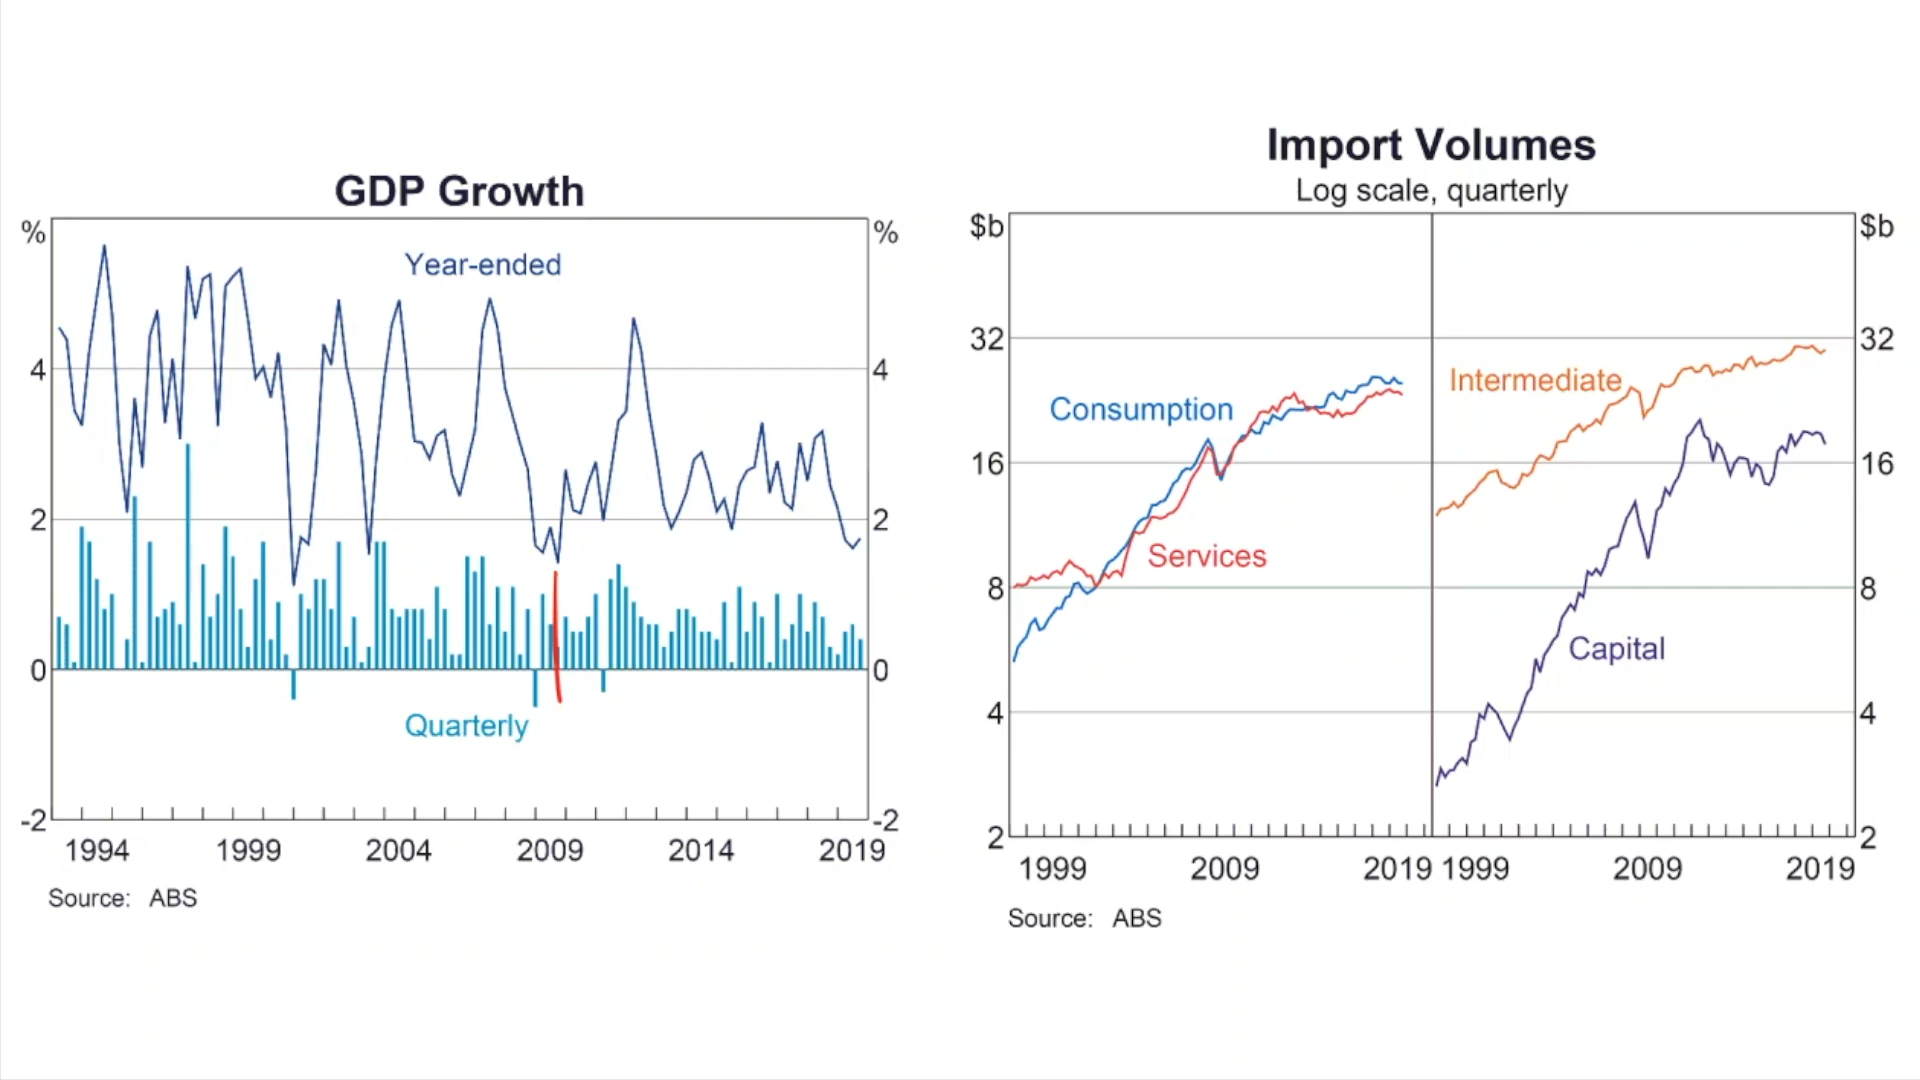 GDP Growth
% %
Year-ended
4 4
2 2
0 0
Quarterly
-2 -2
1994 1999 2004 2009 2014 2019
Source: ABS
Import Volumes
Log scale, quarterly
$b $b
32 32
Intermediate
Consumption
16 16
Services
8 8
Capital
4 4
2 2
1999 2009 2019 1999 2009 2019
Source: ABS